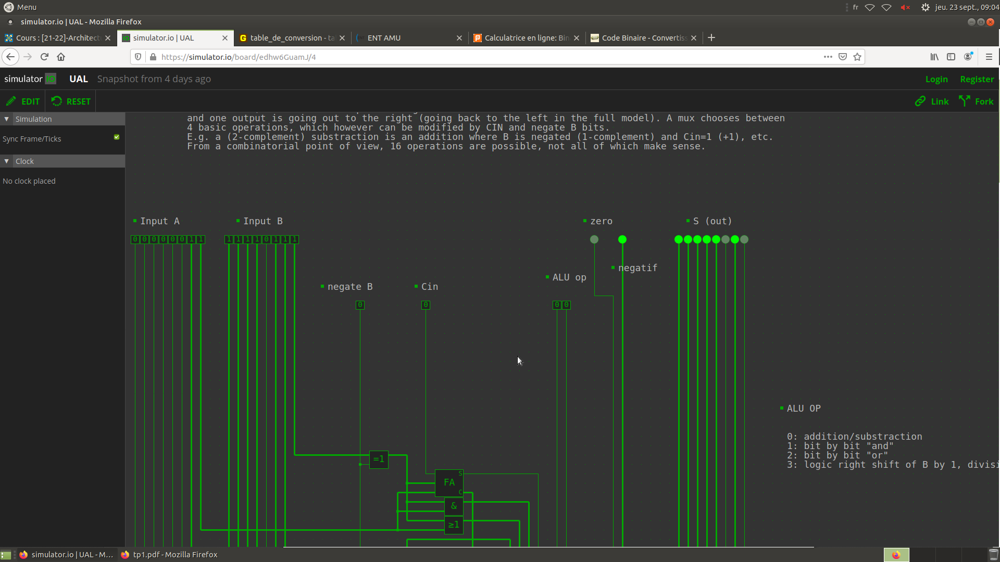 Menu
fr
jeu. 23 sept., 09:04
simulator.io | UAL - Mozilla Firefox
Cours : [21-22]-Architect
simulator.io | UAL
table_de_conversion - ta
ENT AMU
Calculatrice en ligne: Bin
Code Binaire - Convertiss
https://simulator.io/board/edhw6GuamJ/4
simulator IO
UAL
Snapshot from 4 days ago
Login
Register
EDIT
RESET
Link
Fork
Simulation
Sync Frame/Ticks
Clock
No clock placed
and one output is going out to the right (going back to the left in the full model). A mux chooses between
4 basic operations, which however can be modified by CIN and negate B bits.
E.g. a (2-complement) substraction is an addition where B is negated (1-complement) and Cin=1 (+1), etc.
From a combinatorial point of view, 16 operations are possible, not all of which make sense.
Input A
Input B
zero
S (out)
0 0 0 0 0 0 1 1
1 1 1 1 0 1 1 1
negatif
ALU op
negate B
Cin
0
0
0 0
ALU OP
0: addition/substraction
1: bit by bit "and"
2: bit by bit "or"
3: logic right shift of B by 1, divisi
=1
S
FA
C
&
≥1
simulator.io | UAL - M...
tp1.pdf - Mozilla Firefox